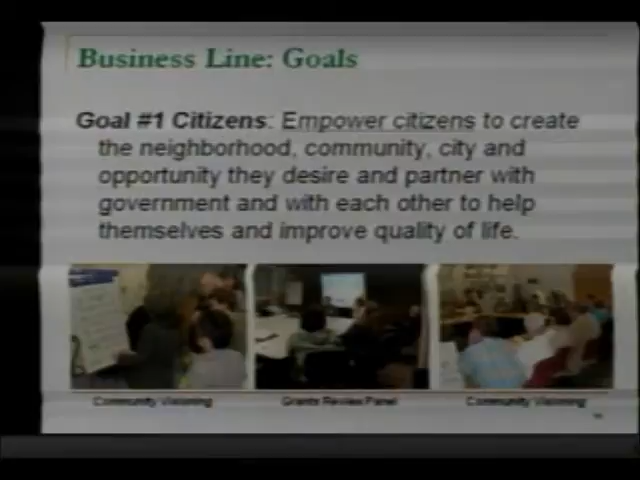 Business Line: Goals
Goal #1 Citizens: Empower citizens to create
the neighborhood, community, city and
opportunity they desire and partner with
government and with each other to help
themselves and improve quality of life.
Community Visioning
Grants Review Panel
Community Visioning